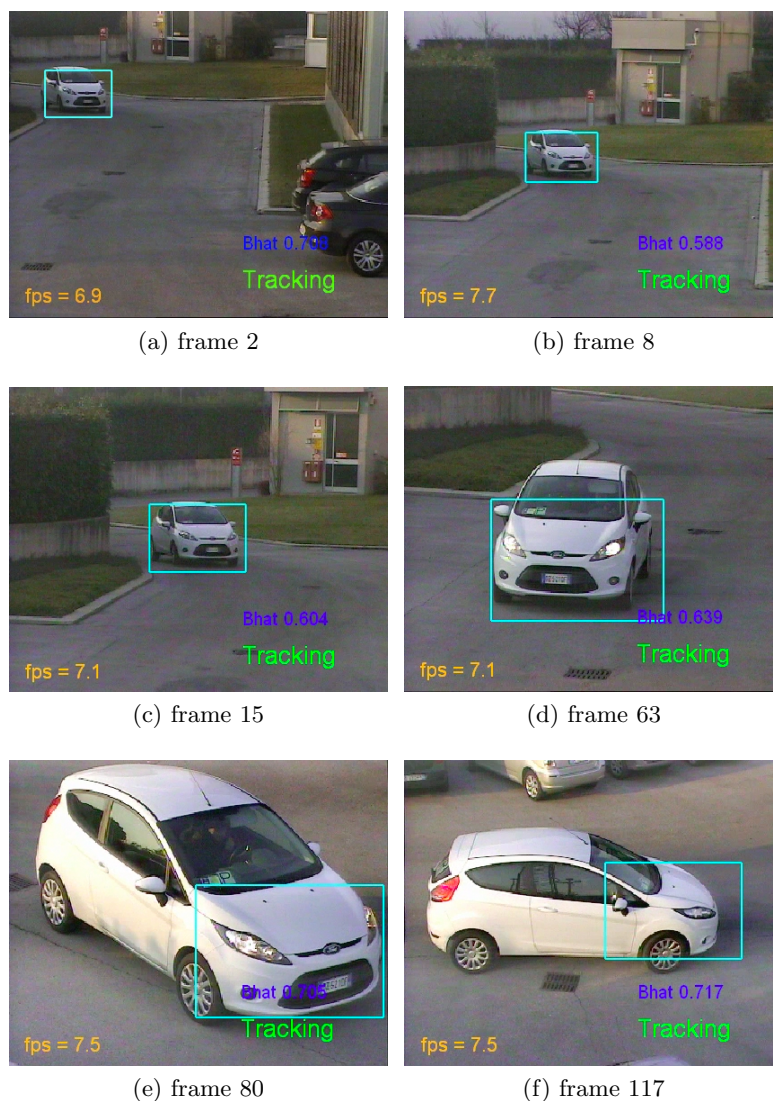 Bhat
Tracking
fps = 6.9
(a) frame 2
Bhat 0.588
Tracking
fps = 7.7
(b) frame 8
Bhat 0.604
Tracking
fps = 7.1
(c) frame 15
Bhat 0.639
Tracking
fps = 7.1
(d) frame 63
Bhat
Tracking
fps = 7.5
(e) frame 80
Bhat 0.717
Tracking
fps = 7.5
(f) frame 117